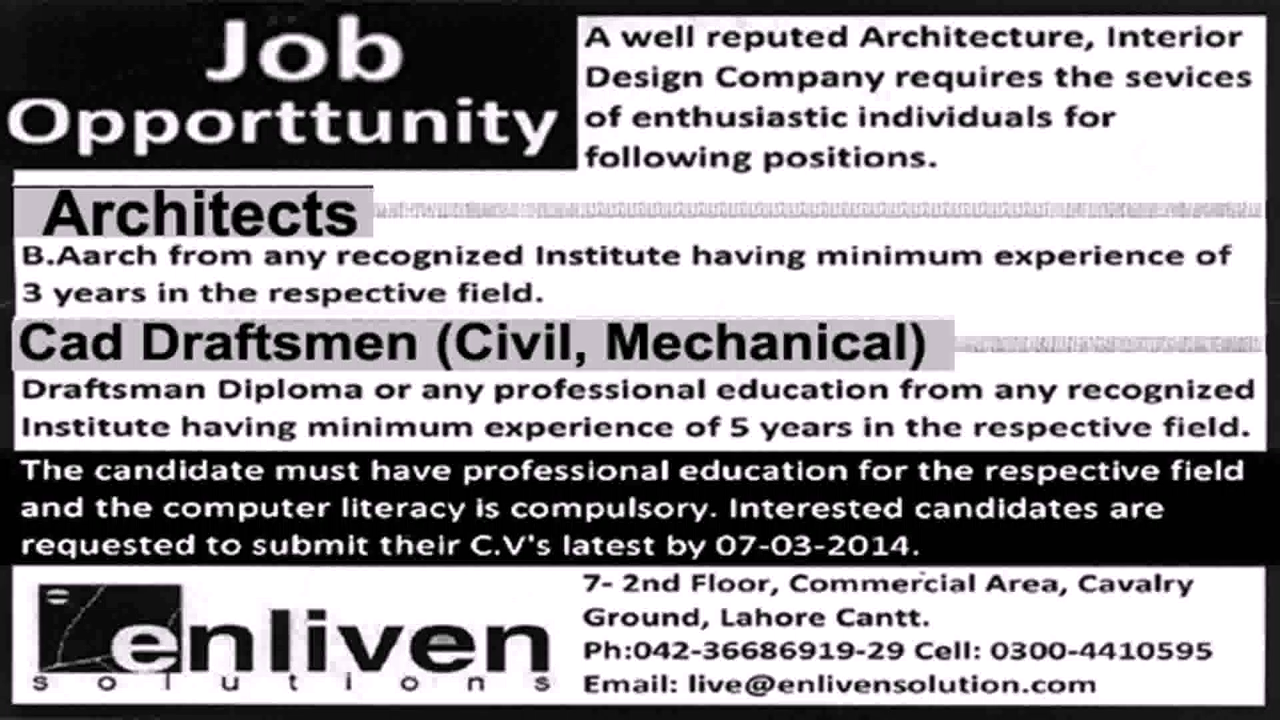 Job
Opporttunity
A well reputed Architecture, Interior
Design Company requires the sevices
of enthusiastic individuals for
following positions.
Architects
B.Aarch from any recognized Institute having minimum experience of
3 years in the respective field.
Cad Draftsmen (Civil, Mechanical)
Draftsman Diploma or any professional education from any recognized
Institute having minimum experience of 5 years in the respective field.
The candidate must have professional education for the respective field
and the computer literacy is compulsory. Interested candidates are
requested to submit their C.V's latest by 07-03-2014.
enliven
solutions
7- 2nd Floor, Commercial Area, Cavalry
Ground, Lahore Cantt.
Ph:042-36686919-29 Cell: 0300-4410595
Email: live@enlivensolution.com